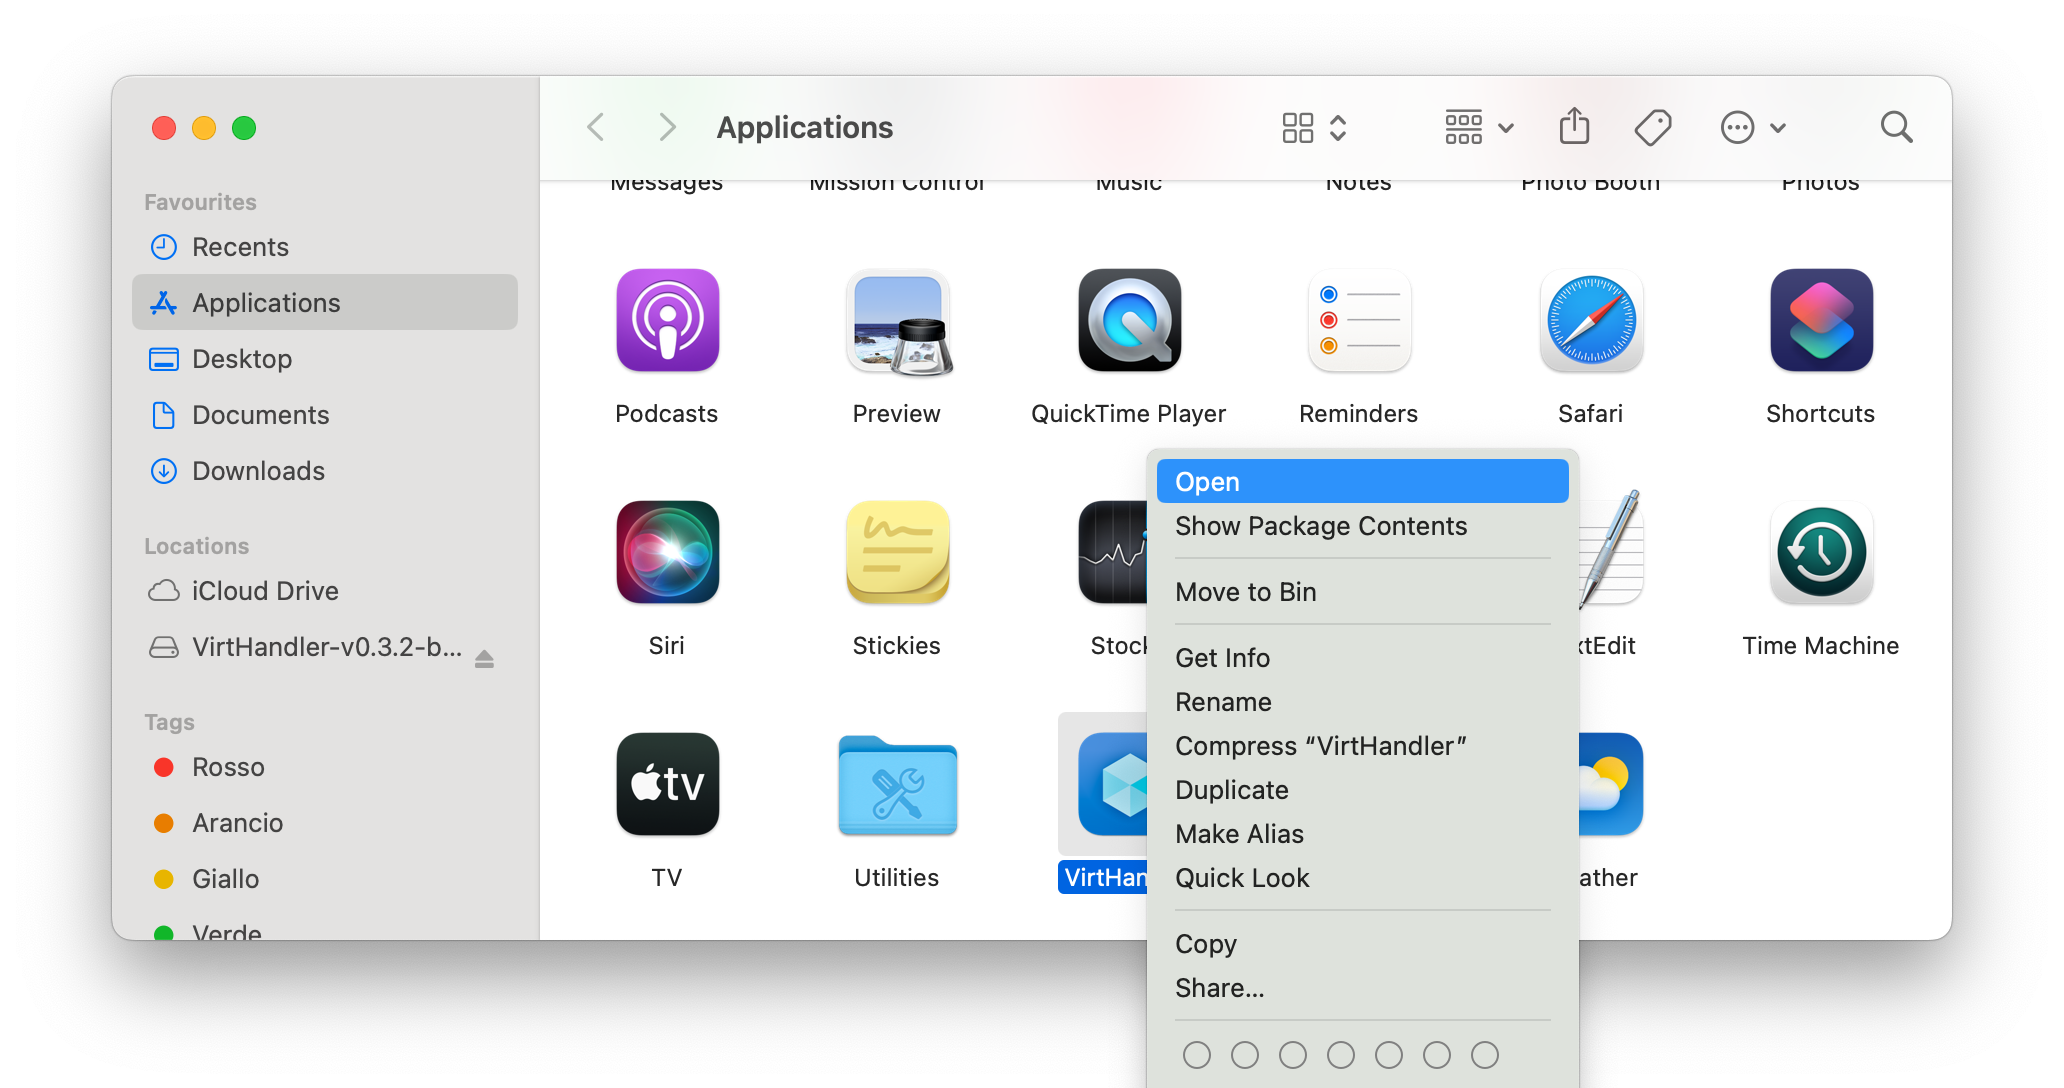 Applications
Favourites
Recents
Applications
Desktop
Documents
Downloads
Locations
iCloud Drive
VirtHandler-v0.3.2-b...
Tags
Rosso
Arancio
Giallo
Verde
Messages Mission Control Music Notes Photo Booth Photos
Podcasts Preview QuickTime Player Reminders Safari Shortcuts
Siri Stickies Stock xtEdit Time Machine
tv
TV Utilities VirtHan ather
Open
Show Package Contents
Move to Bin
Get Info
Rename
Compress “VirtHandler”
Duplicate
Make Alias
Quick Look
Copy
Share...